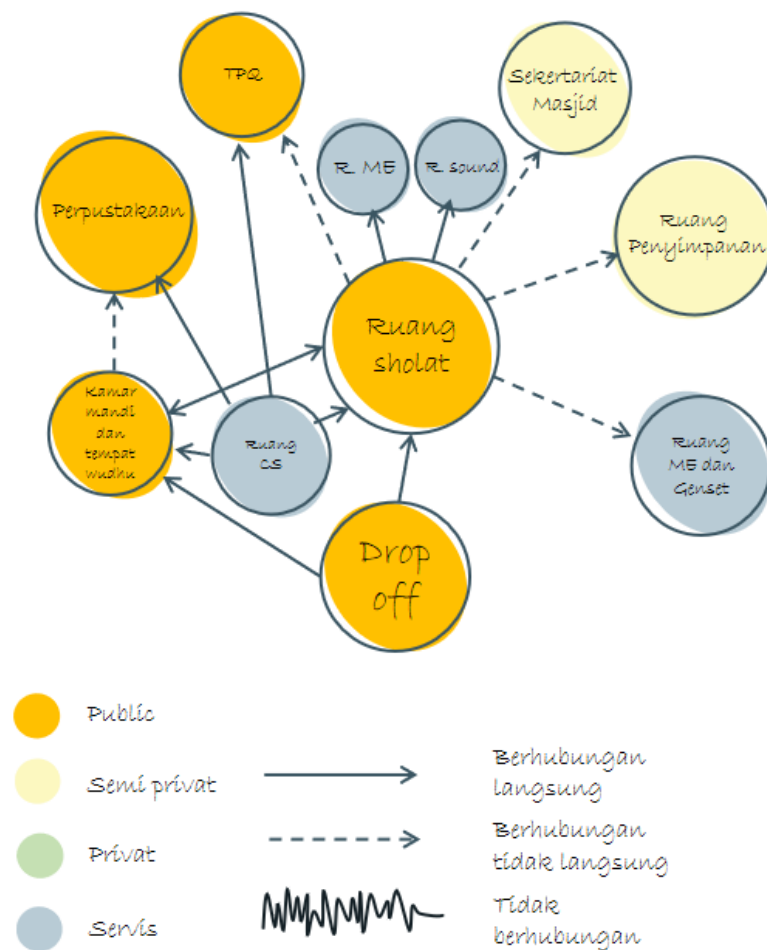 TPQ
Sekertariat
Masjid
R. ME
R sound
Perpustakaan
Ruang
Penyimpanan
Ruang
sholat
Kamar
mandi
dan
tempat
wudhu
Ruang
CS
Ruang
ME dan
Genset
Drop
off
Public
Semi privat
Privat
Servis
Berhubungan
langsung
Berhubungan
tidak langsung
Tidak
berhubungan